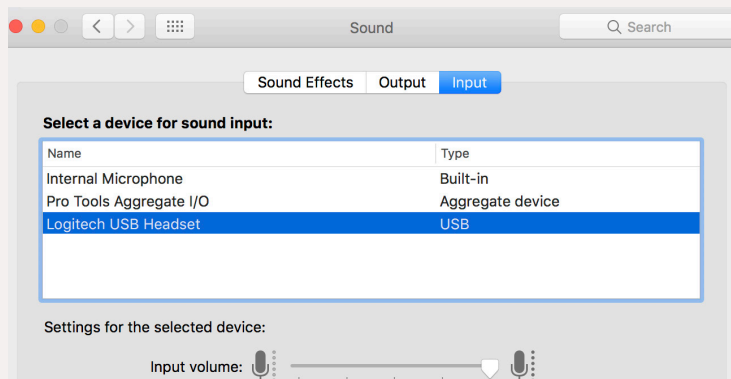 Sound
Search
Sound Effects Output Input
Select a device for sound input:
Name Type
Internal Microphone Built-in
Pro Tools Aggregate I/O Aggregate device
Logitech USB Headset USB
Settings for the selected device:
Input volume: